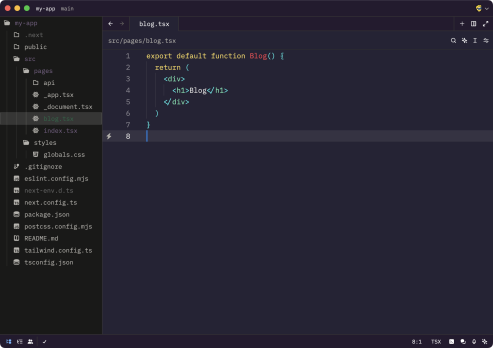 my-app main
my-app
.next
public
src
pages
api
_app.tsx
_document.tsx
blog.tsx
index.tsx
styles
globals.css
.gitignore
eslint.config.mjs
next-env.d.ts
next.config.ts
package.json
postcss.config.mjs
README.md
tailwind.config.ts
tsconfig.json
blog.tsx
src/pages/blog.tsx
1 export default function Blog() {
2 return (
3 <div>
4 <h1>Blog</h1>
5 </div>
6 )
7 }
8
8:1 TSX